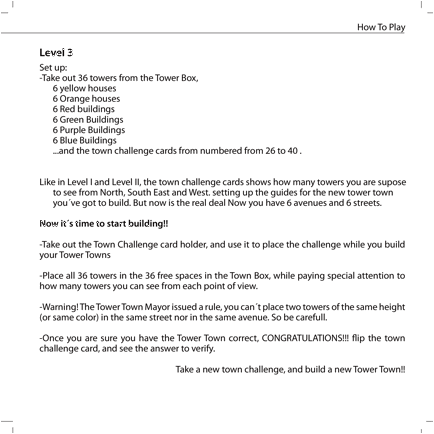 How To Play
Level 3
Set up:
-Take out 36 towers from the Tower Box,
6 yellow houses
6 Orange houses
6 Red buildings
6 Green Buildings
6 Purple Buildings
6 Blue Buildings
...and the town challenge cards from numbered from 26 to 40 .
Like in Level I and Level II, the town challenge cards shows how many towers you are supose
to see from North, South East and West. setting up the guides for the new tower town
you´ve got to build. But now is the real deal Now you have 6 avenues and 6 streets.
Now it´s time to start building!!
-Take out the Town Challenge card holder, and use it to place the challenge while you build
your Tower Towns
-Place all 36 towers in the 36 free spaces in the Town Box, while paying special attention to
how many towers you can see from each point of view.
-Warning! The Tower Town Mayor issued a rule, you can´t place two towers of the same height
(or same color) in the same street nor in the same avenue. So be carefull.
-Once you are sure you have the Tower Town correct, CONGRATULATIONS!!! flip the town
challenge card, and see the answer to verify.
Take a new town challenge, and build a new Tower Town!!